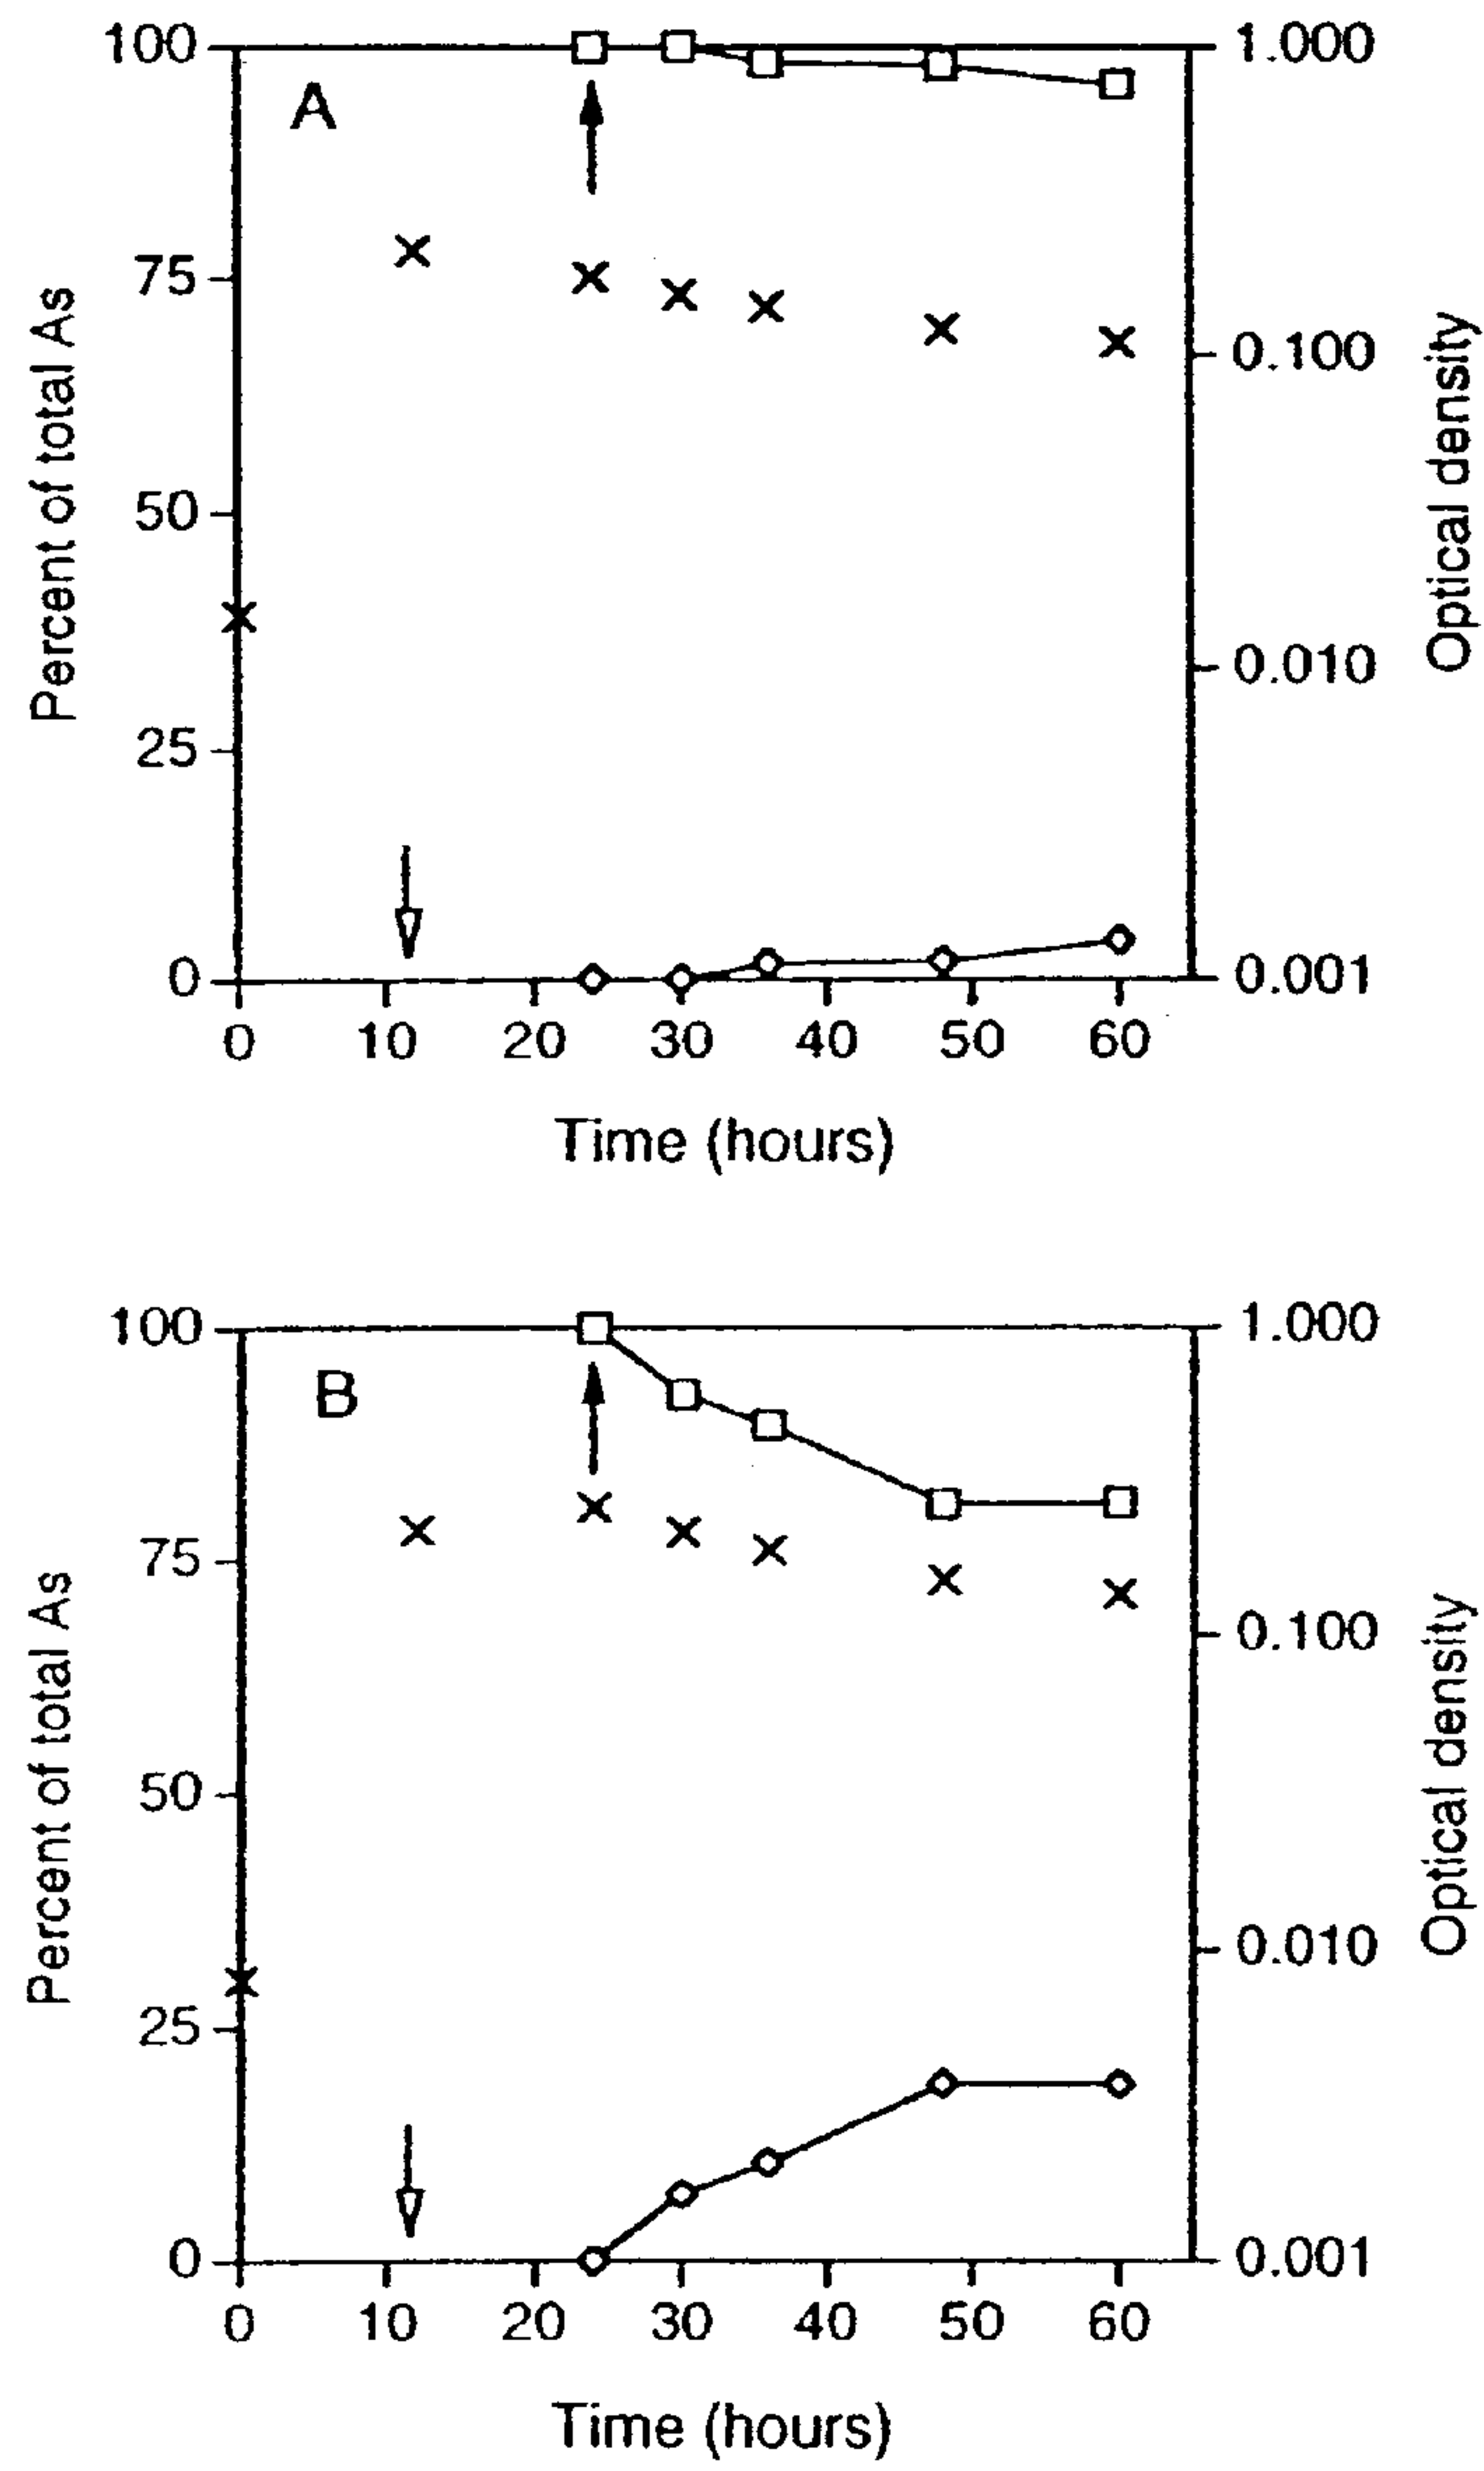 A
100
75
50
25
0
Percent of total As
1.000
0.100
0.010
0.001
Optical density
0 10 20 30 40 50 60
Time (hours)
B
100
75
50
25
0
Percent of total As
1.000
0.100
0.010
0.001
Optical density
0 10 20 30 40 50 60
Time (hours)